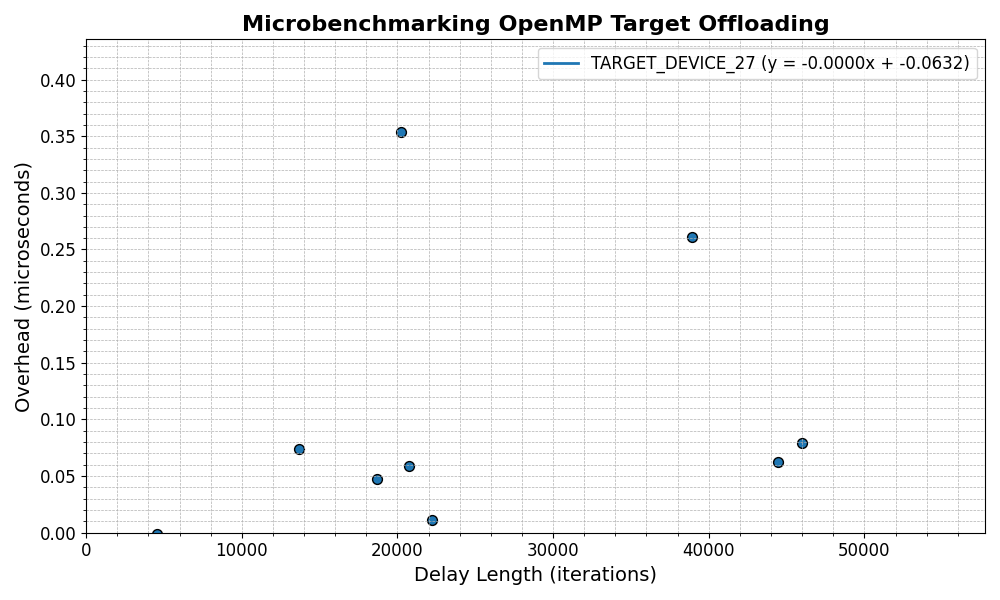 Microbenchmarking OpenMP Target Offloading
TARGET_DEVICE_27 (y = -0.0000x + -0.0632)
Overhead (microseconds)
0.40
0.35
0.30
0.25
0.20
0.15
0.10
0.05
0.00
0 10000 20000 30000 40000 50000
Delay Length (iterations)